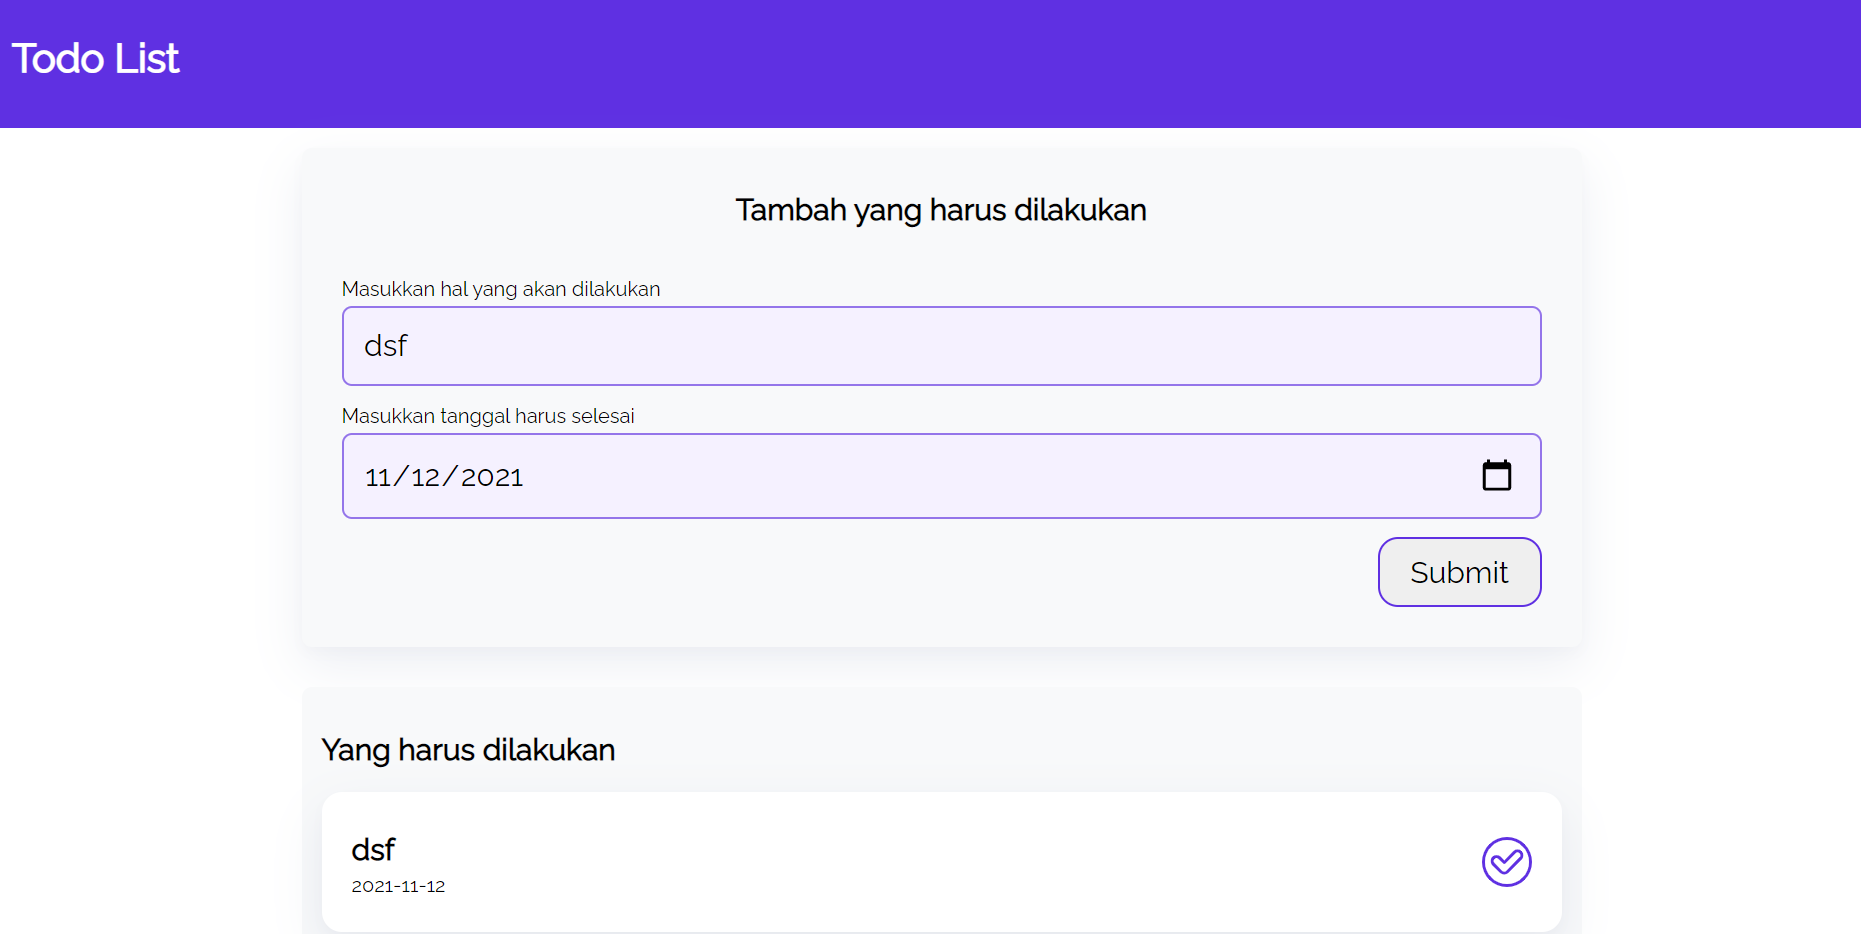 Todo List
Tambah yang harus dilakukan
Masukkan hal yang akan dilakukan
dsf
Masukkan tanggal harus selesai
11/12/2021
Submit
Yang harus dilakukan
dsf
2021-11-12